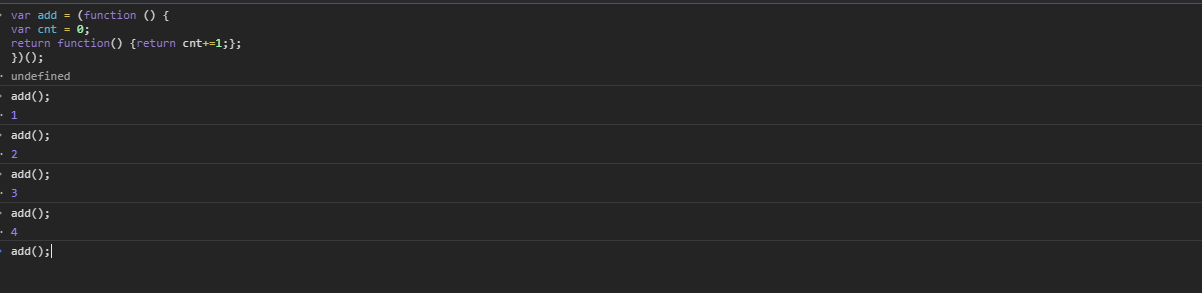 var add = (function () {
var cnt = 0;
return function() {return cnt+=1;};
})();
undefined
add();
1
add();
2
add();
3
add();
4
add();